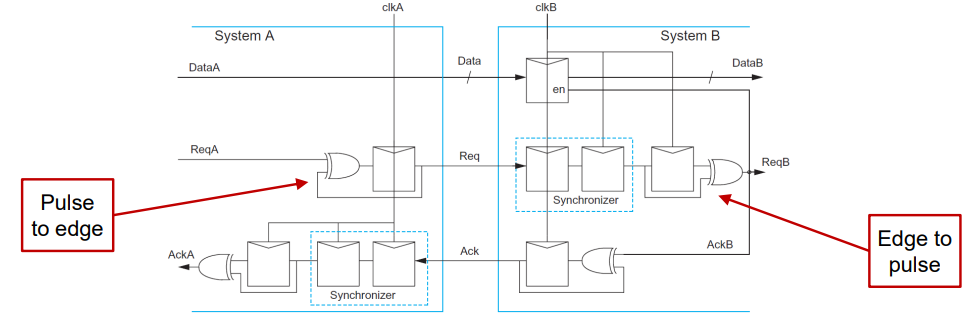 clkA
clkB
System A
System B
DataA
Data
DataB
en
ReqA
Req
ReqB
Synchronizer
Pulse
to edge
Edge to
pulse
AckA
Ack
AckB
Synchronizer